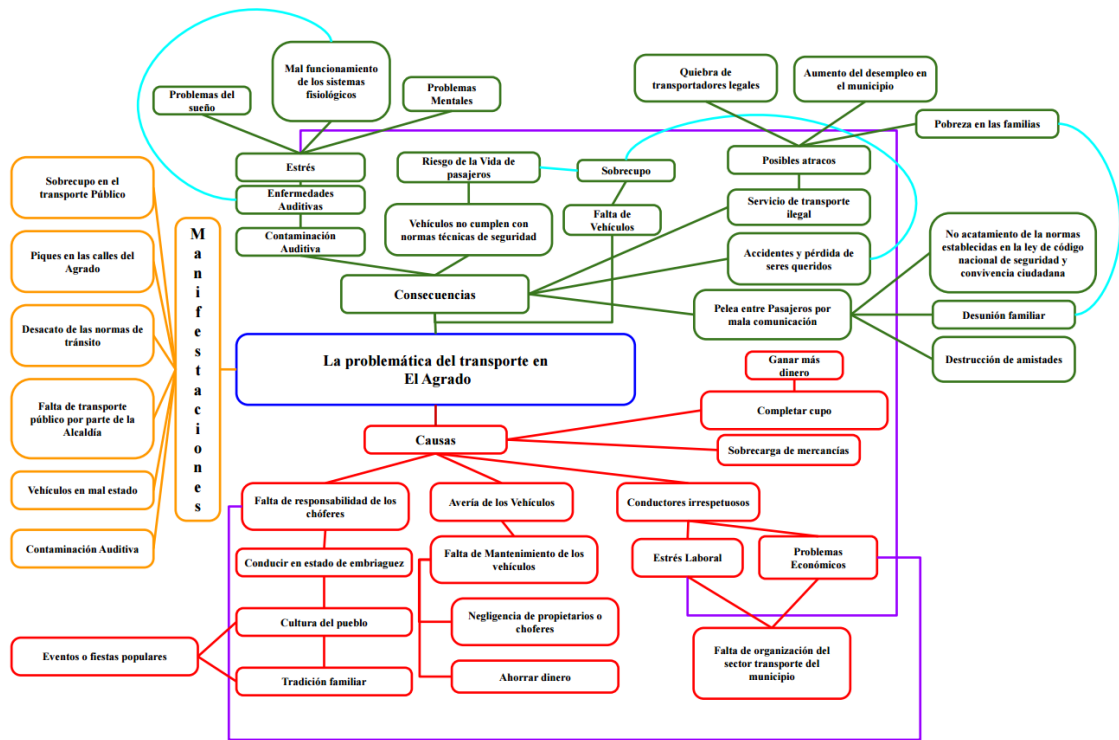 Mal funcionamiento
de los sistemas
fisiológicos
Problemas del
sueño
Problemas
Mentales
Quiebra de
transportadores legales
Aumento del desempleo en
el municipio
Pobreza en las familias
Estrés
Riesgo de la Vida de
pasajeros
Sobrecupo
Posibles atracos
Sobrecupo en el
transporte Público
Enfermedades
Auditivas
Servicio de transporte
ilegal
Vehículos no cumplen con
normas técnicas de seguridad
Falta de
Vehículos
Contaminación
Auditiva
Manifestaciones
Piques en las calles del
Agrado
Accidentes y pérdida de
seres queridos
No acatamiento de la normas
establecidas en la ley de código
nacional de seguridad y
convivencia ciudadana
Consecuencias
Pelea entre Pasajeros por
mala comunicación
Desunión familiar
Desacato de las normas de
tránsito
Destrucción de amistades
La problemática del transporte en
El Agrado
Ganar más
dinero
Falta de transporte
público por parte de la
Alcaldía
Completar cupo
Causas
Sobrecarga de mercancías
Vehículos en mal estado
Falta de responsabilidad de los
chóferes
Avería de los Vehículos
Conductores irrespetuosos
Contaminación Auditiva
Conducir en estado de embriaguez
Falta de Mantenimiento de los
vehículos
Estrés Laboral
Problemas
Económicos
Cultura del pueblo
Negligencia de propietarios o
choferes
Eventos o fiestas populares
Falta de organización del
sector transporte del
municipio
Tradición familiar
Ahorrar dinero